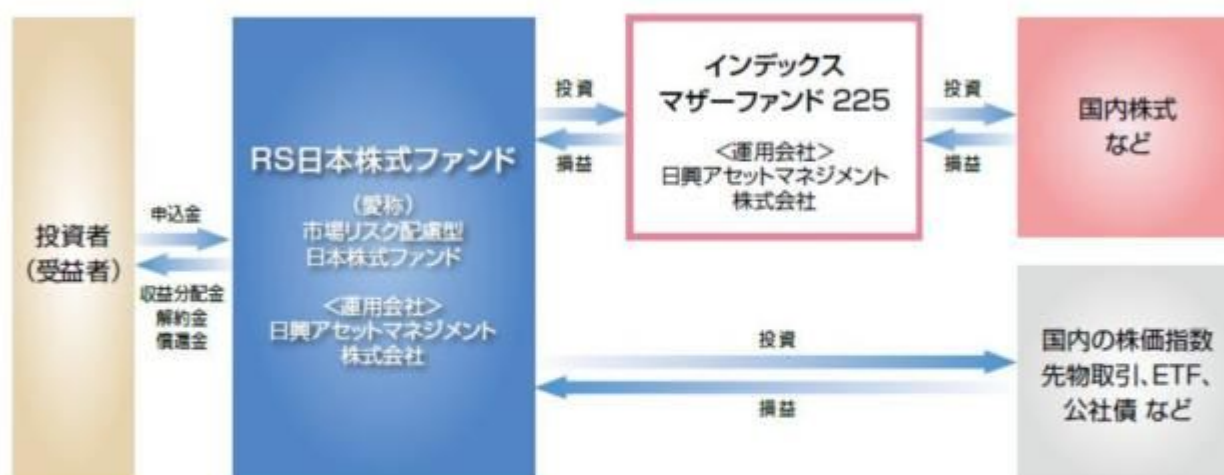 投資者
(受益者)
申込金
収益分配金
解約金
償還金
RS日本株式ファンド
(愛称)
市場リスク配慮型
日本株式ファンド
<運用会社>
日興アセットマネジメント
株式会社
投資
損益
インデックス
マザーファンド 225
<運用会社>
日興アセットマネジメント
株式会社
投資
損益
国内株式
など
投資
損益
国内の株価指数
先物取引、ETF、
公社債 など